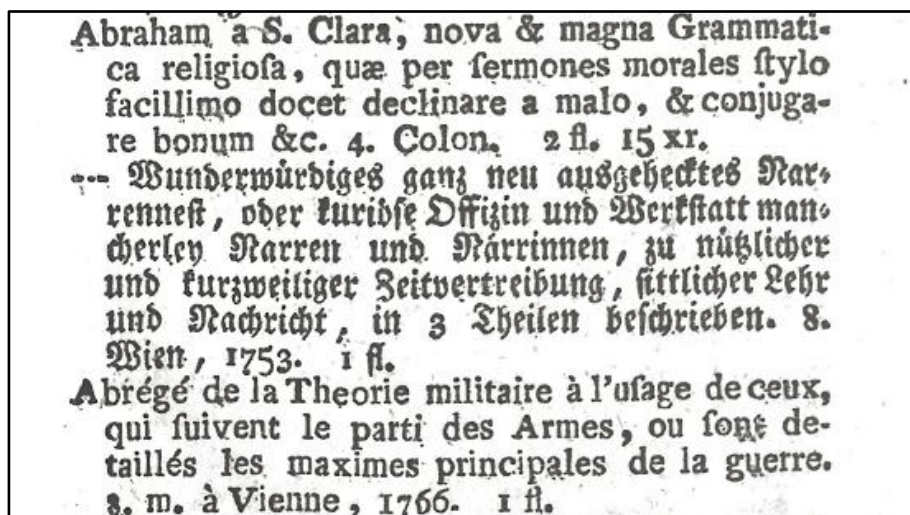 Abraham a S. Clara, nova & magna Grammati-
ca religioſa, quæ per ſermones morales ſtylo
facillimo docet declinare a malo, & conjuga-
re bonum &c. 4. Colon. 2 fl. 15 xr.
--- Wunderwürdiges ganz neu ausgehecktes Nar-
renneſt, oder kuriöſe Offizin und Werkſtatt man-
cherley Narren und Närrinnen, zu nützlicher
und kurzweiliger Zeitvertreibung, ſittlicher Lehr
und Nachricht, in 3 Theilen beſchrieben. 8.
Wien, 1753. 1 fl.
Abrégé de la Theorie militaire à l'uſage de ceux,
qui ſuivent le parti des Armes, ou ſont de-
taillés les maximes principales de la guerre.
8. m. à Vienne, 1766. 1 fl.